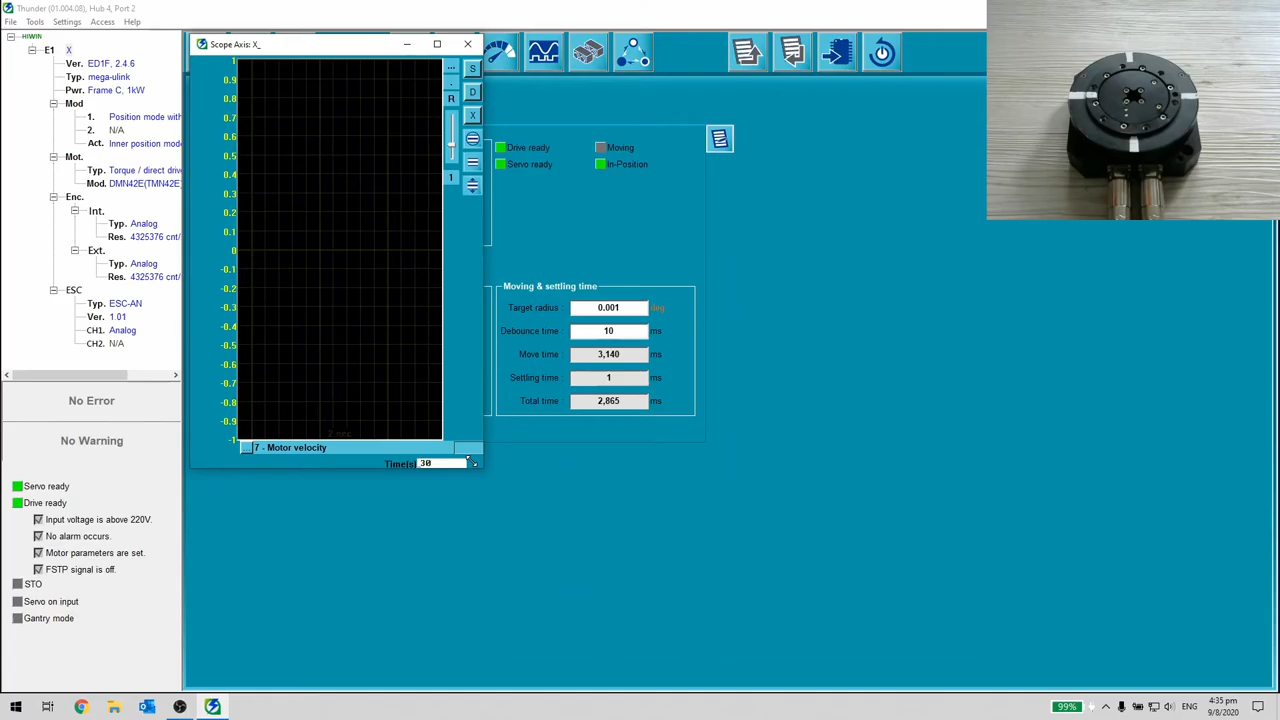 Thunder (01.004.08), Hub 4, Port 2
File Tools Settings Access Help
HIWIN
E1 X
Ver. ED1F, 2.4.6
Typ. mega-ulink
Pwr. Frame C, 1kW
Mod
1. Position mode with
2. N/A
Act. Inner position mode
Mot.
Typ. Torque / direct drive
Mod. DMN42E(TMN42E)
Enc.
Int.
Typ. Analog
Res. 4325376 cnt/
Ext.
Typ. Analog
Res. 4325376 cnt/
ESC
Typ. ESC-AN
Ver. 1.01
CH1. Analog
CH2. N/A
No Error
No Warning
Servo ready
Drive ready
Input voltage is above 220V.
No alarm occurs.
Motor parameters are set.
FSTP signal is off.
STO
Servo on input
Gantry mode
Scope Axis: X_
1
0.9
0.8
0.7
0.6
0.5
0.4
0.3
0.2
0.1
0
-0.1
-0.2
-0.3
-0.4
-0.5
-0.6
-0.7
-0.8
-0.9
-1
...
.
R
1
S
D
X
2 sec
... 7 - Motor velocity
Time(s) 30
Drive ready Moving
Servo ready In-Position
Moving & settling time
Target radius : 0.001 deg
Debounce time : 10 ms
Move time : 3,140 ms
Settling time : 1 ms
Total time : 2,865 ms
99% ENG 4:35 pm
9/8/2020